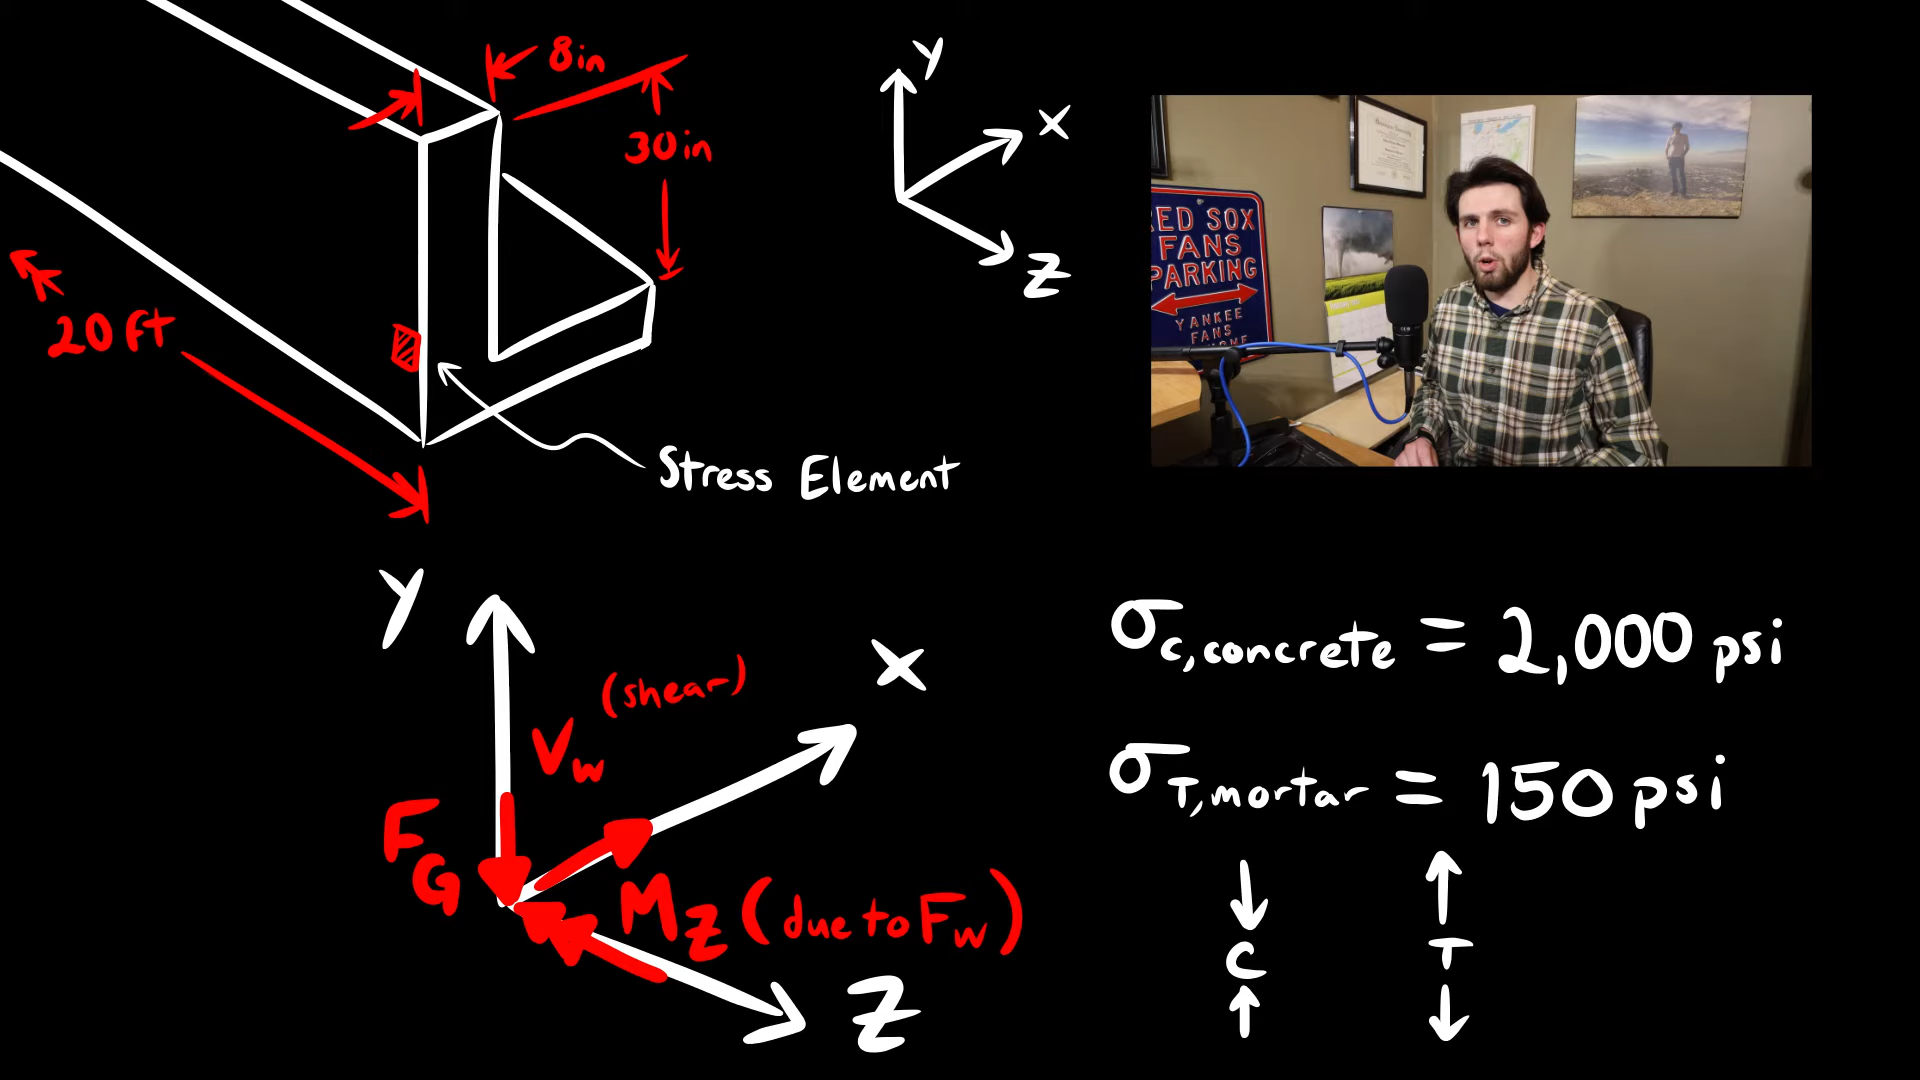 8in
30in
20ft
Stress Element
Y
X
Z
RED SOX
FANS
PARKING
YANKEE
FANS
Y
X
Z
(shear)
Vw
FG
Mz (due to Fw)
σc,concrete = 2,000 psi
σT,mortar = 150 psi
C
T